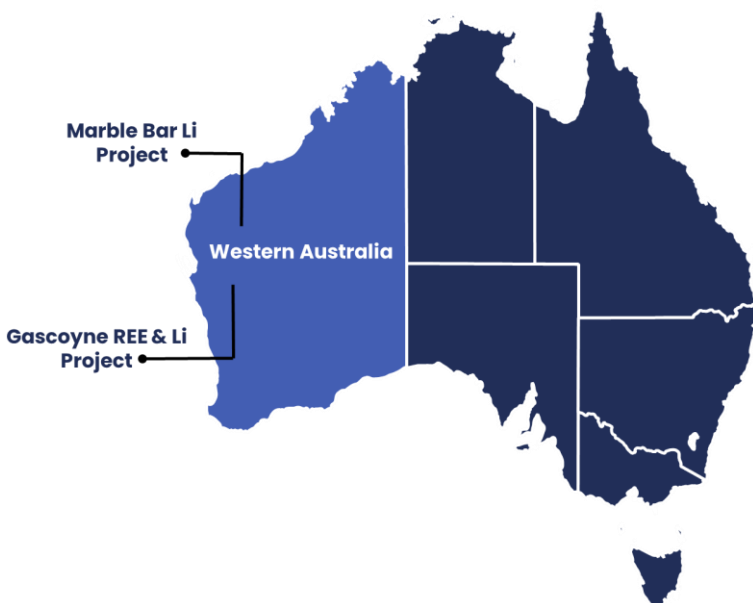 Marble Bar Li
Project
Western Australia
Gascoyne REE & Li
Project